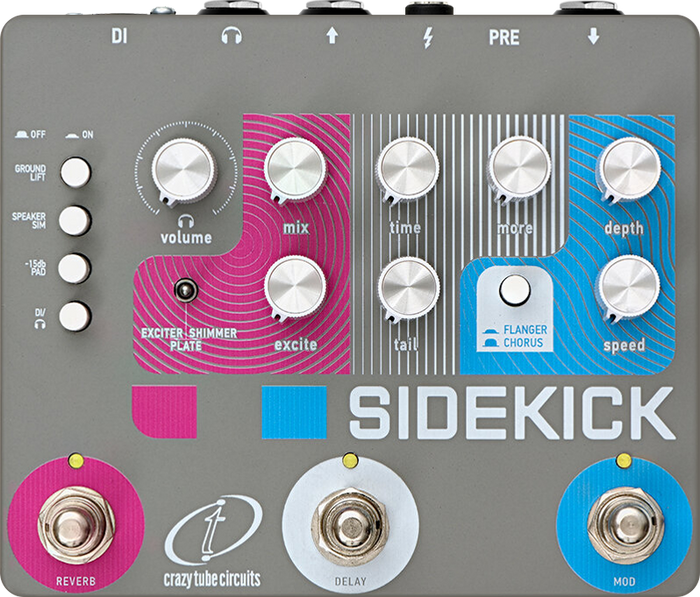 DI
PRE
OFF
ON
GROUND
LIFT
SPEAKER
SIM
-15db
PAD
DI/
volume
mix
time
more
depth
EXCITER SHIMMER
PLATE
excite
tail
FLANGER
CHORUS
speed
SIDEKICK
REVERB
crazy tube circuits
DELAY
MOD